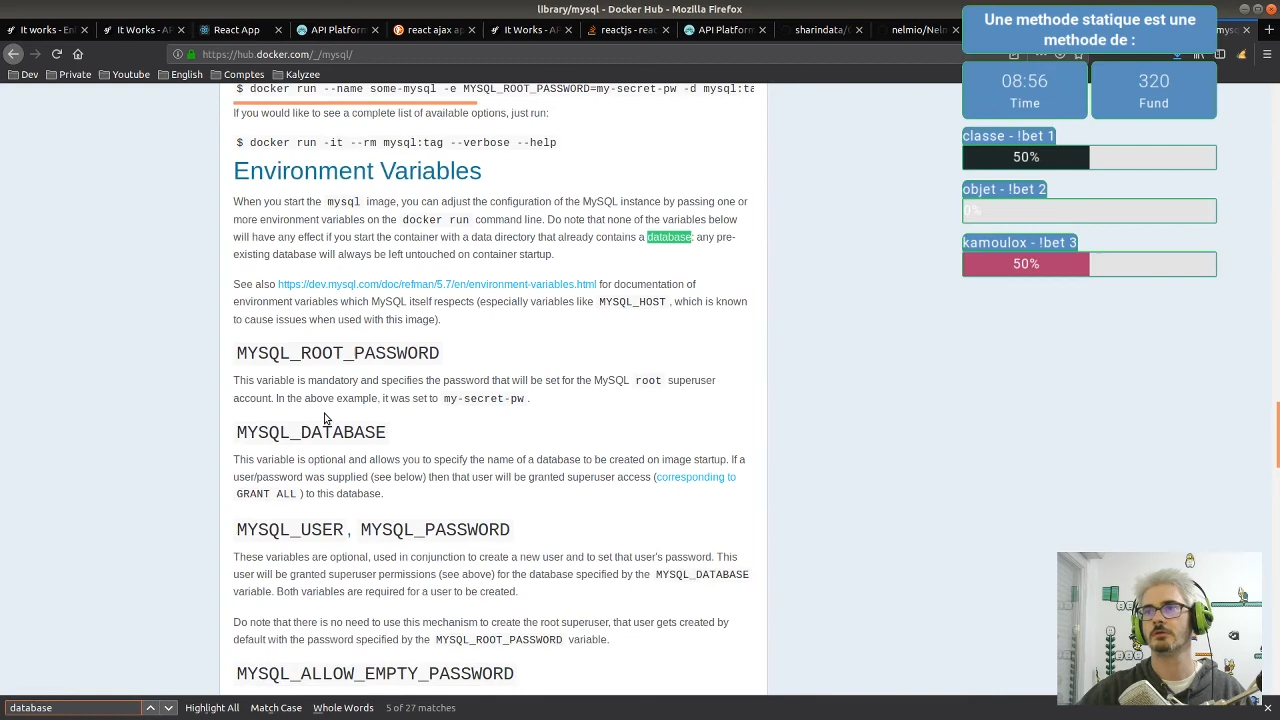 library/mysql - Docker Hub - Mozilla Firefox
It works - En
It Works - AP
React App
API Platform
react ajax ap
It Works - AP
reactjs - reac
API Platform
sharindata/C
nelmio/Neln
https://hub.docker.com/_/mysql/
Dev
Private
Youtube
English
Comptes
Kalyzee
$ docker run --name some-mysql -e MYSQL_ROOT_PASSWORD=my-secret-pw -d mysql:ta
If you would like to see a complete list of available options, just run:
$ docker run -it --rm mysql:tag --verbose --help
Environment Variables
When you start the mysql image, you can adjust the configuration of the MySQL instance by passing one or
more environment variables on the docker run command line. Do note that none of the variables below
will have any effect if you start the container with a data directory that already contains a database; any pre-
existing database will always be left untouched on container startup.
See also https://dev.mysql.com/doc/refman/5.7/en/environment-variables.html for documentation of
environment variables which MySQL itself respects (especially variables like MYSQL_HOST , which is known
to cause issues when used with this image).
MYSQL_ROOT_PASSWORD
This variable is mandatory and specifies the password that will be set for the MySQL root superuser
account. In the above example, it was set to my-secret-pw .
MYSQL_DATABASE
This variable is optional and allows you to specify the name of a database to be created on image startup. If a
user/password was supplied (see below) then that user will be granted superuser access (corresponding to
GRANT ALL ) to this database.
MYSQL_USER , MYSQL_PASSWORD
These variables are optional, used in conjunction to create a new user and to set that user's password. This
user will be granted superuser permissions (see above) for the database specified by the MYSQL_DATABASE
variable. Both variables are required for a user to be created.
Do note that there is no need to use this mechanism to create the root superuser, that user gets created by
default with the password specified by the MYSQL_ROOT_PASSWORD variable.
MYSQL_ALLOW_EMPTY_PASSWORD
Une methode statique est une
methode de :
08:56
Time
320
Fund
classe - !bet 1
50%
objet - !bet 2
0%
kamoulox - !bet 3
50%
database
Highlight All
Match Case
Whole Words
5 of 27 matches